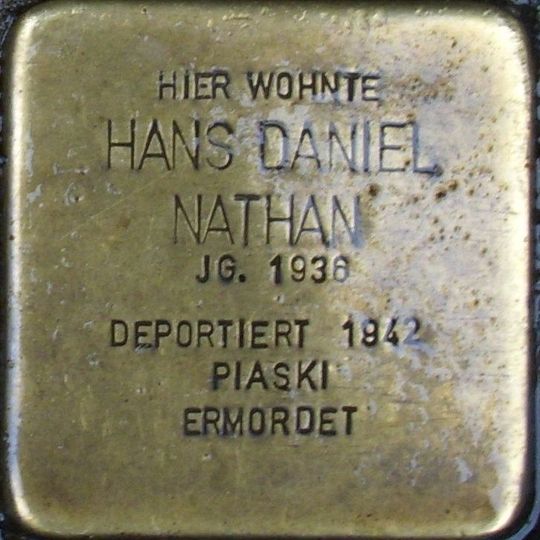 HIER WOHNTE
HANS DANIEL
NATHAN
JG. 1936
DEPORTIERT 1942
PIASKI
ERMORDET